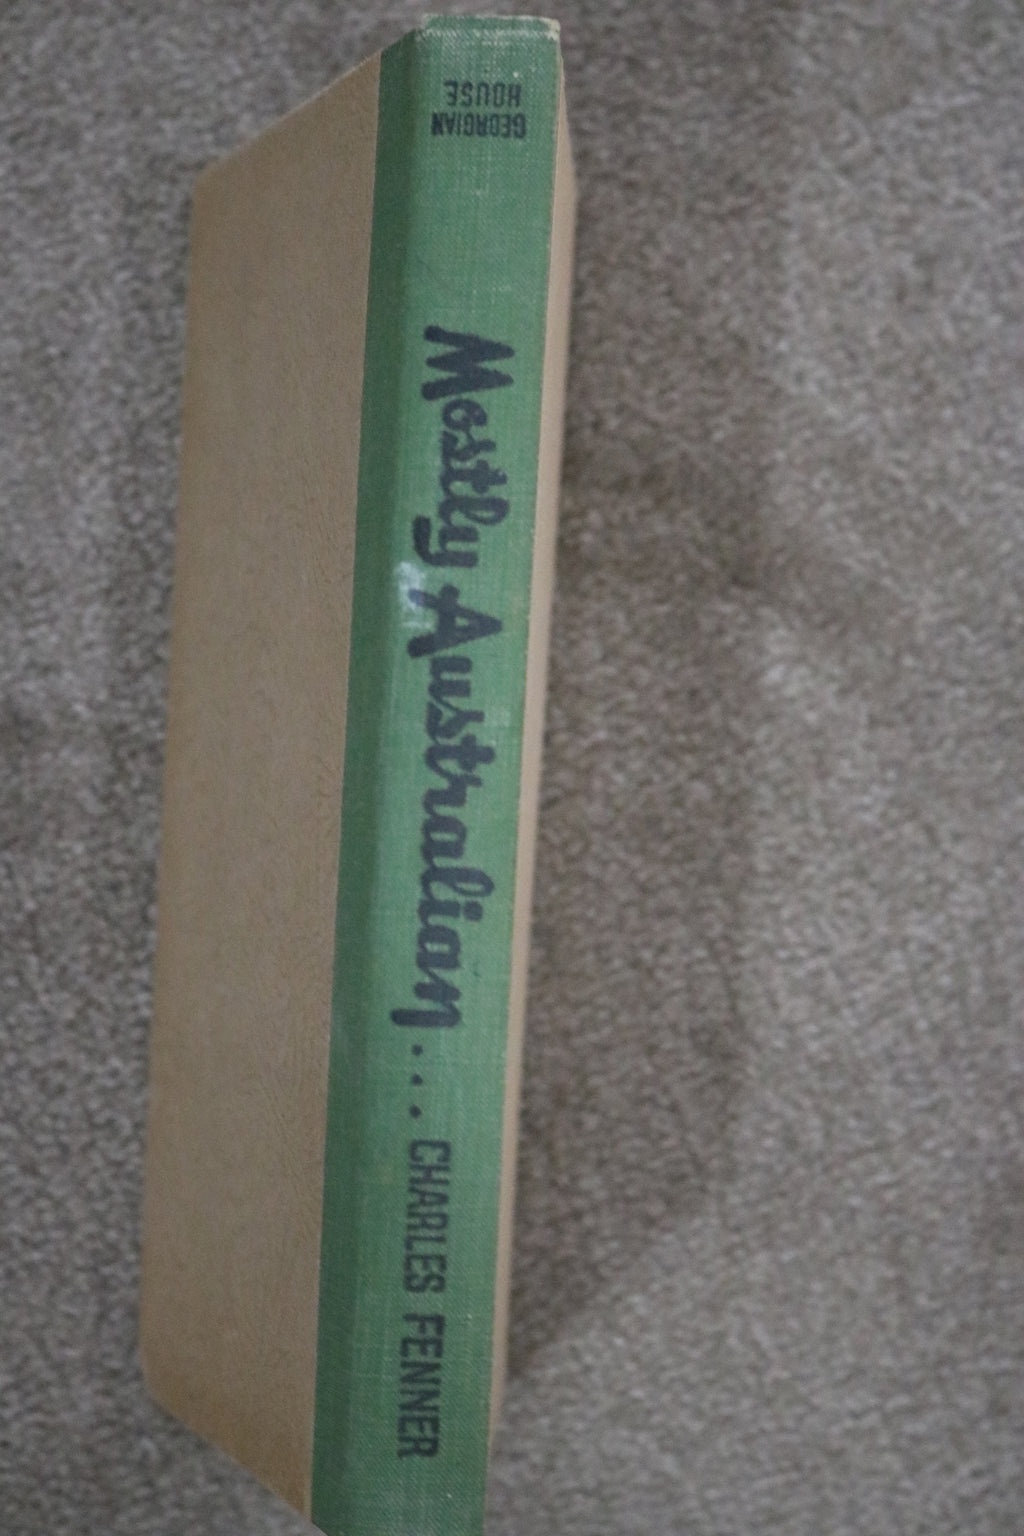 Mostly Australian... CHARLES FENNER
GEORGIAN
HOUSE